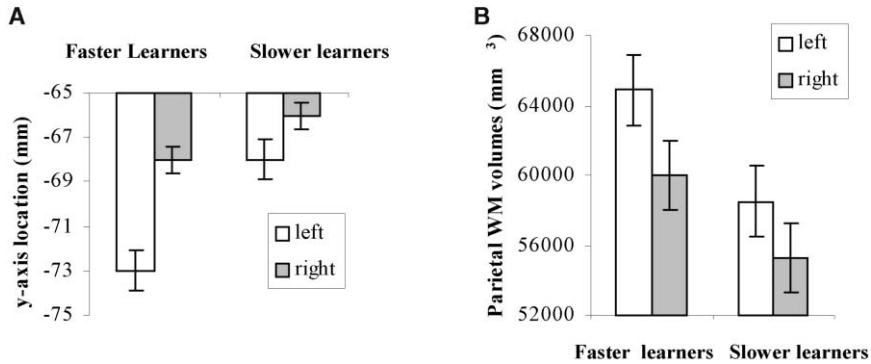 A
Faster Learners Slower learners
-65
-67
-69
-71
-73
-75
y-axis location (mm)
left
right
B
68000
64000
60000
56000
52000
Parietal WM volumes (mm 3)
left
right
Faster learners Slower learners